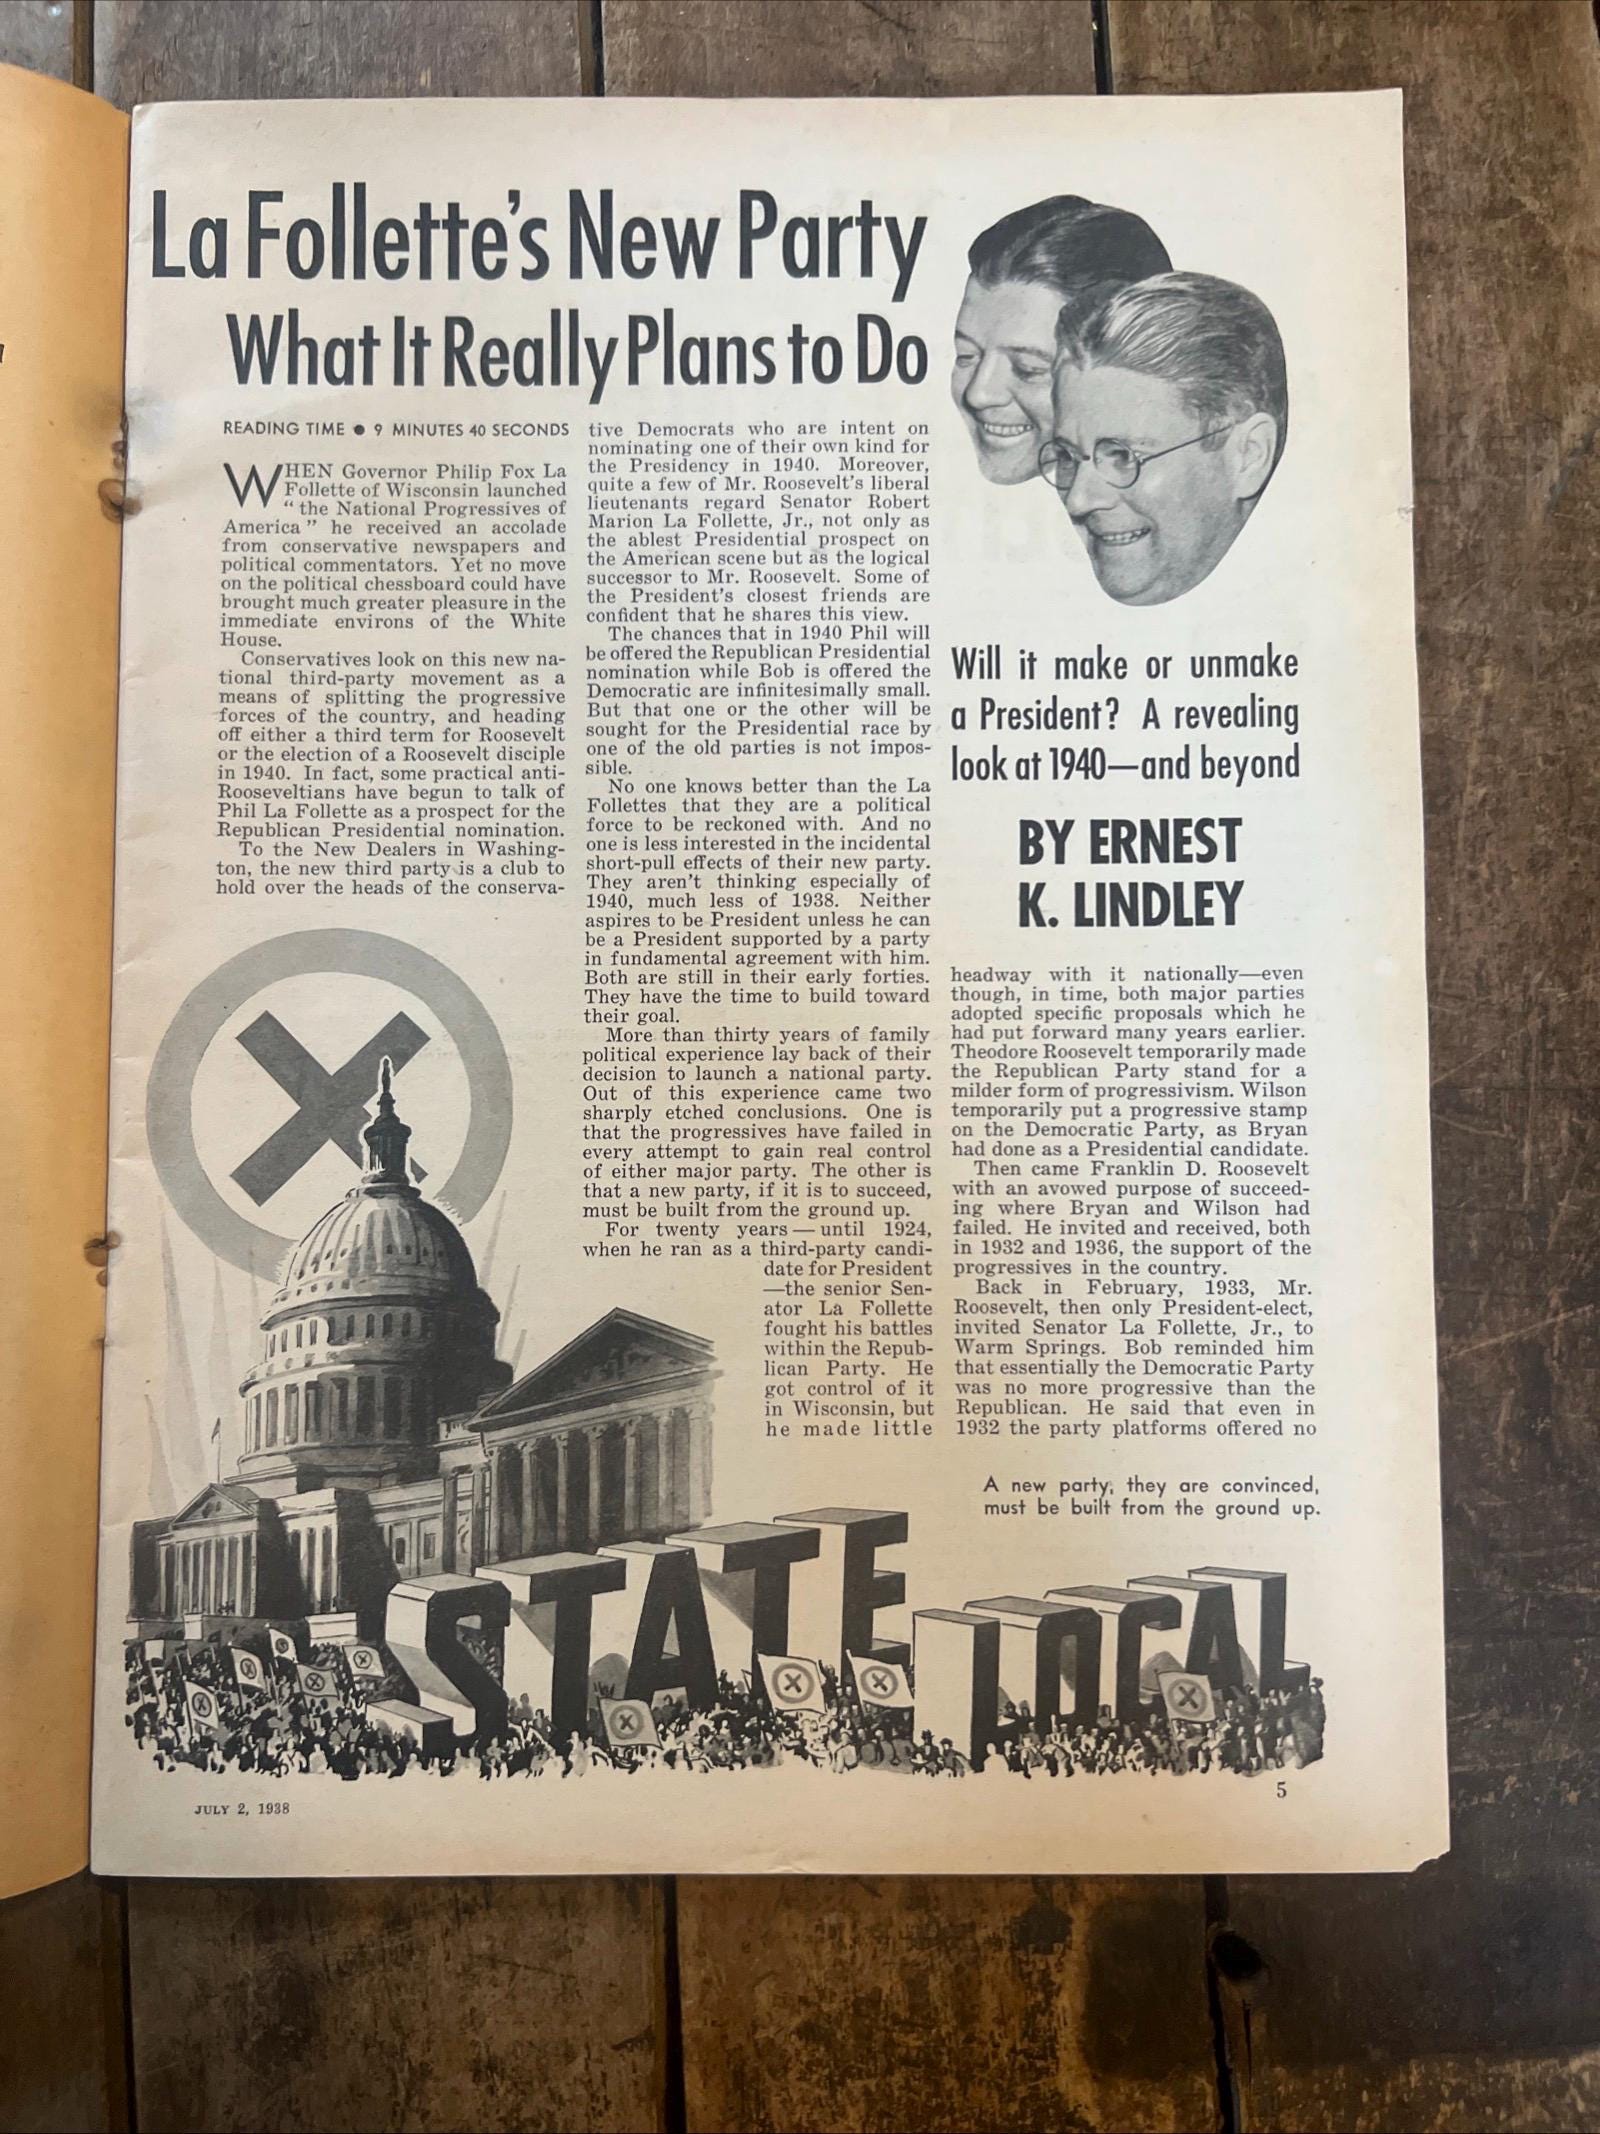 La Follette's New Party
What It Really Plans to Do
READING TIME ● 9 MINUTES 40 SECONDS
WHEN Governor Philip Fox La
Follette of Wisconsin launched
“ the National Progressives of
America ” he received an accolade
from conservative newspapers and
political commentators. Yet no move
on the political chessboard could have
brought much greater pleasure in the
immediate environs of the White
House.
Conservatives look on this new na-
tional third-party movement as a
means of splitting the progressive
forces of the country, and heading
off either a third term for Roosevelt
or the election of a Roosevelt disciple
in 1940. In fact, some practical anti-
Rooseveltians have begun to talk of
Phil La Follette as a prospect for the
Republican Presidential nomination.
To the New Dealers in Washing-
ton, the new third party is a club to
hold over the heads of the conserva-
tive Democrats who are intent on
nominating one of their own kind for
the Presidency in 1940. Moreover,
quite a few of Mr. Roosevelt's liberal
lieutenants regard Senator Robert
Marion La Follette, Jr., not only as
the ablest Presidential prospect on
the American scene but as the logical
successor to Mr. Roosevelt. Some of
the President's closest friends are
confident that he shares this view.
The chances that in 1940 Phil will
be offered the Republican Presidential
nomination while Bob is offered the
Democratic are infinitesimally small.
But that one or the other will be
sought for the Presidential race by
one of the old parties is not impos-
sible.
No one knows better than the La
Follettes that they are a political
force to be reckoned with. And no
one is less interested in the incidental
short-pull effects of their new party.
They aren't thinking especially of
1940, much less of 1938. Neither
aspires to be President unless he can
be a President supported by a party
in fundamental agreement with him.
Both are still in their early forties.
They have the time to build toward
their goal.
More than thirty years of family
political experience lay back of their
decision to launch a national party.
Out of this experience came two
sharply etched conclusions. One is
that the progressives have failed in
every attempt to gain real control
of either major party. The other is
that a new party, if it is to succeed,
must be built from the ground up.
For twenty years — until 1924,
when he ran as a third-party candi-
date for President
—the senior Sen-
ator La Follette
fought his battles
within the Repub-
lican Party. He
got control of it
in Wisconsin, but
he made little
Will it make or unmake
a President? A revealing
look at 1940—and beyond
BY ERNEST
K. LINDLEY
headway with it nationally—even
though, in time, both major parties
adopted specific proposals which he
had put forward many years earlier.
Theodore Roosevelt temporarily made
the Republican Party stand for a
milder form of progressivism. Wilson
temporarily put a progressive stamp
on the Democratic Party, as Bryan
had done as a Presidential candidate.
Then came Franklin D. Roosevelt
with an avowed purpose of succeed-
ing where Bryan and Wilson had
failed. He invited and received, both
in 1932 and 1936, the support of the
progressives in the country.
Back in February, 1933, Mr.
Roosevelt, then only President-elect,
invited Senator La Follette, Jr., to
Warm Springs. Bob reminded him
that essentially the Democratic Party
was no more progressive than the
Republican. He said that even in
1932 the party platforms offered no
A new party, they are convinced,
must be built from the ground up.
STATE
LOCAL
JULY 2, 1938
5